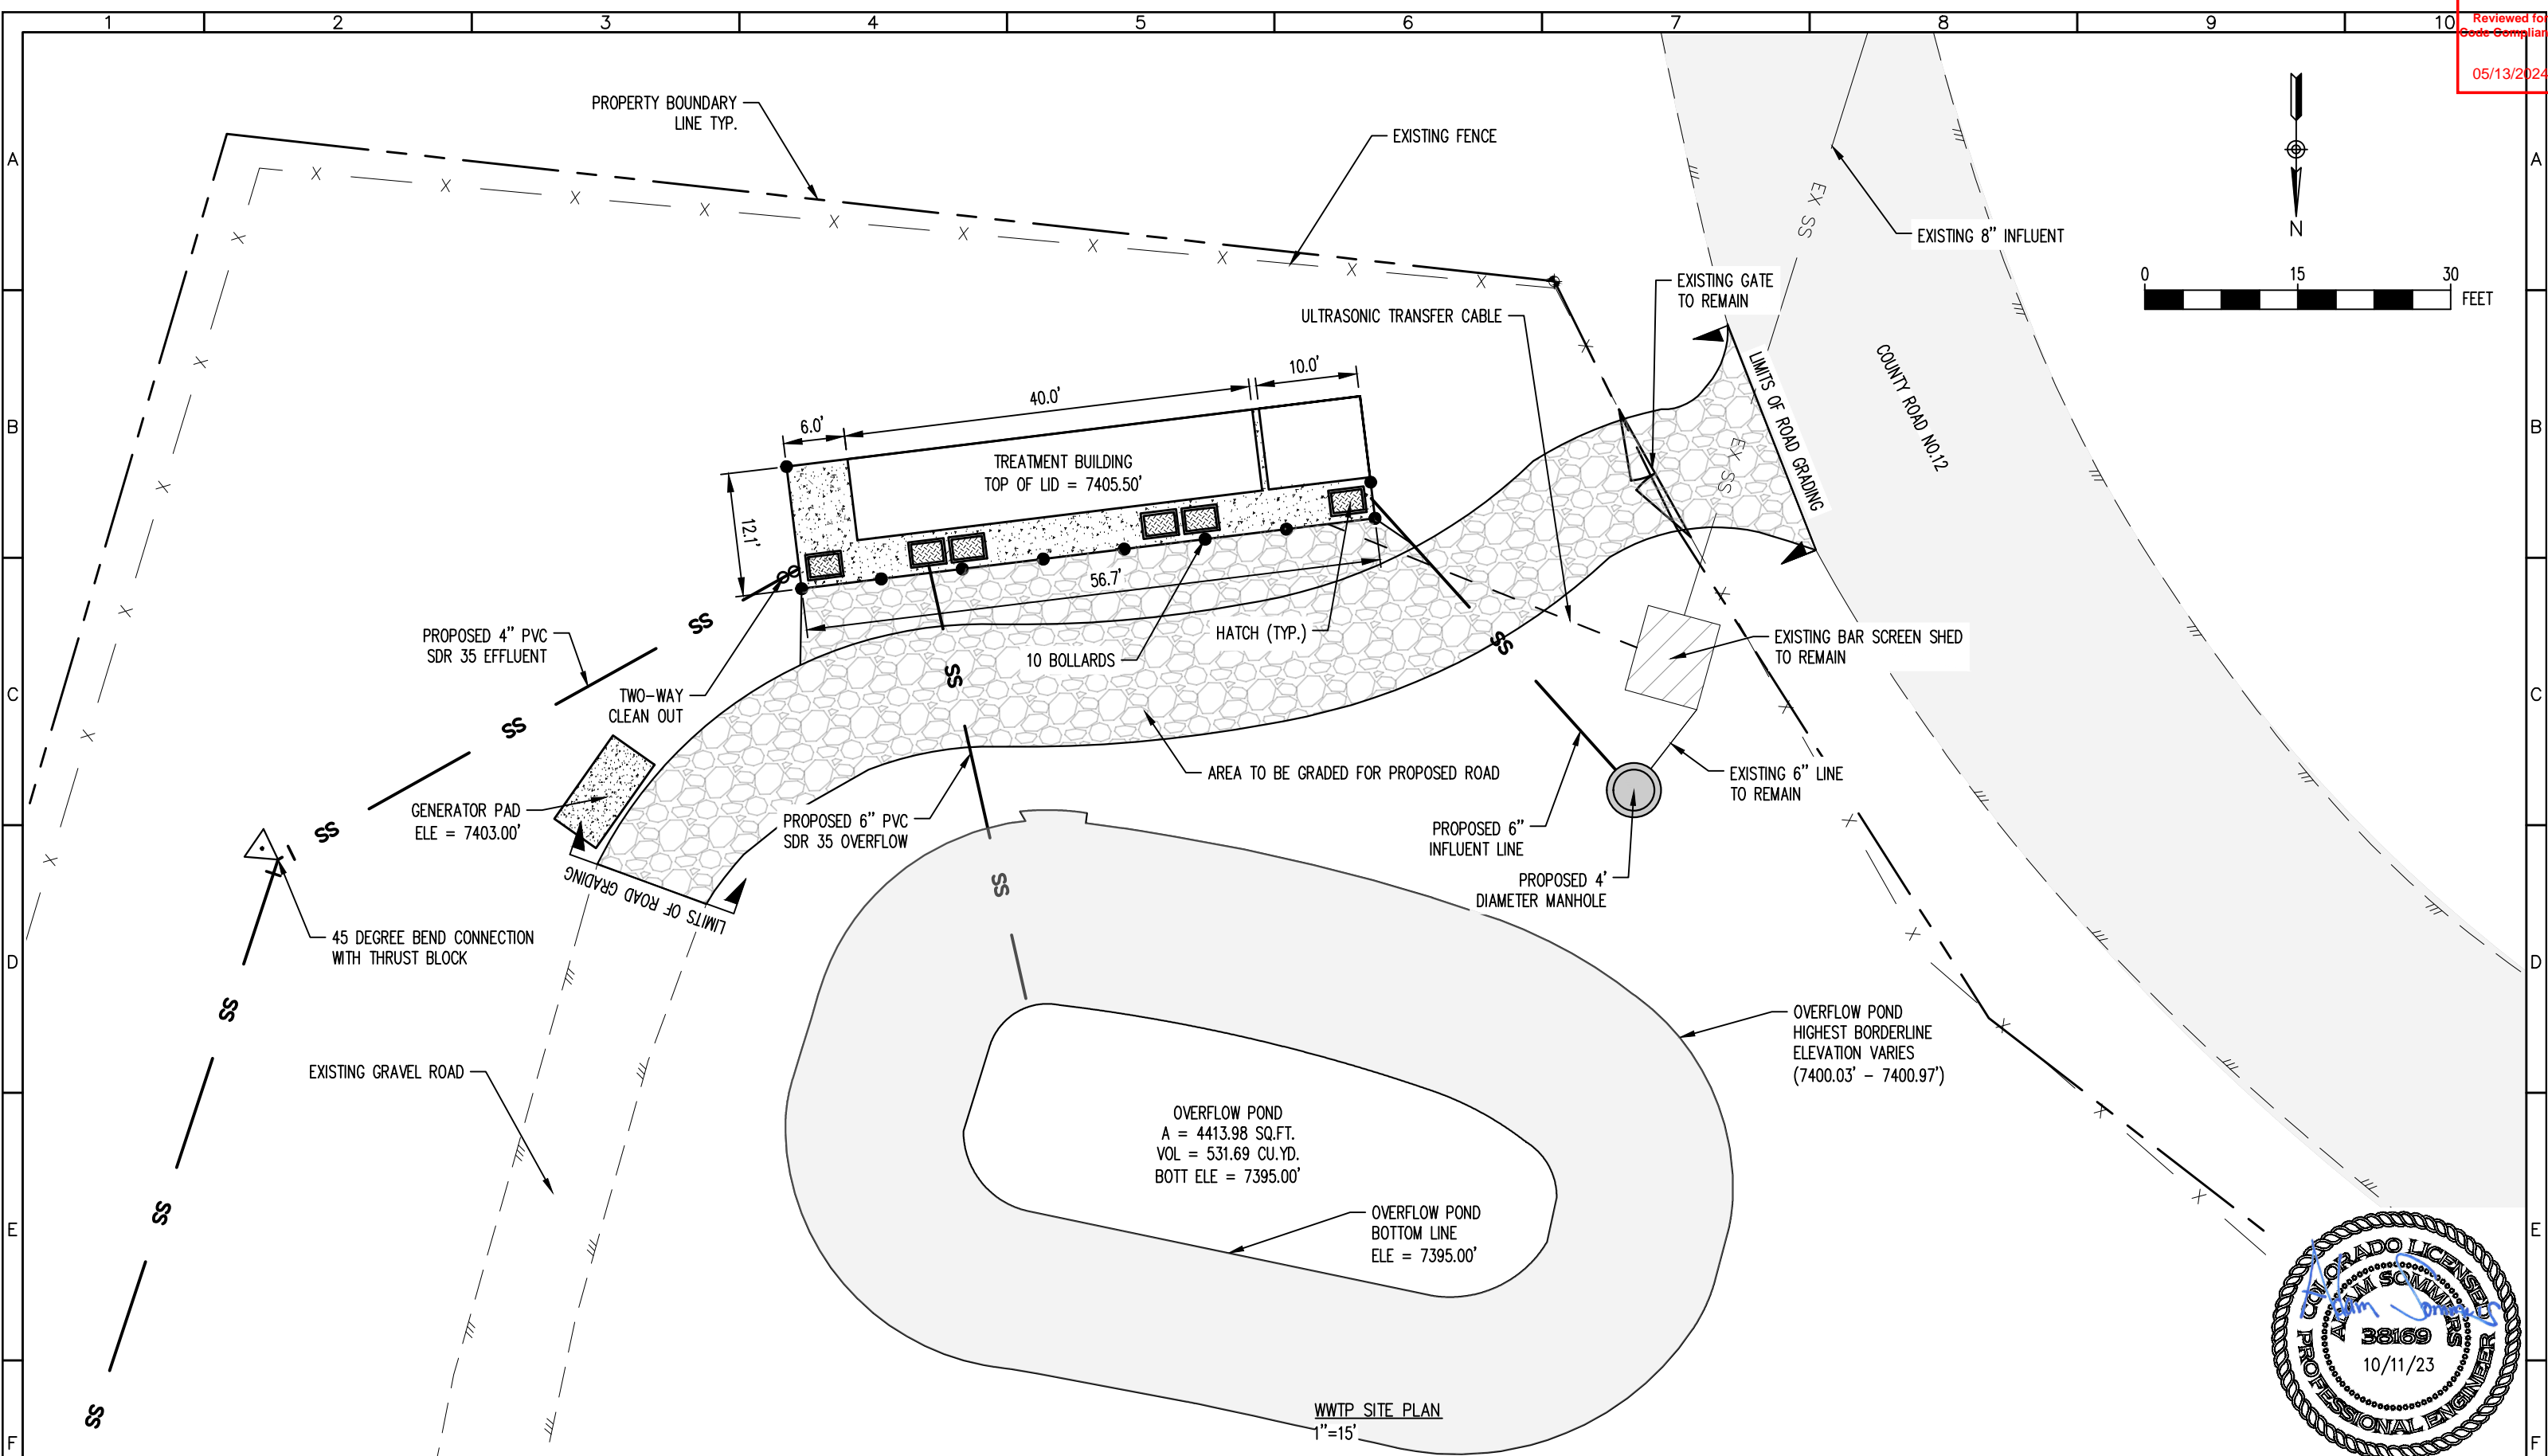 1 2 3 4 5 6 7 8 9 10
Reviewed for
Code Complian
05/13/2024
PROPERTY BOUNDARY
LINE TYP.
EXISTING FENCE
A
A
EX SS
EXISTING 8" INFLUENT
N
0 15 30
FEET
EXISTING GATE
TO REMAIN
ULTRASONIC TRANSFER CABLE
LIMITS OF ROAD GRADING
COUNTY ROAD NO.12
10.0'
40.0'
6.0'
B
B
TREATMENT BUILDING
TOP OF LID = 7405.50'
EX SS
12.1'
56.7'
HATCH (TYP.)
10 BOLLARDS
SS
PROPOSED 4" PVC
SDR 35 EFFLUENT
SS
SS
EXISTING BAR SCREEN SHED
TO REMAIN
C
C
TWO-WAY
CLEAN OUT
SS
AREA TO BE GRADED FOR PROPOSED ROAD
EXISTING 6" LINE
TO REMAIN
GENERATOR PAD
ELE = 7403.00'
SS
PROPOSED 6" PVC
SDR 35 OVERFLOW
PROPOSED 6"
INFLUENT LINE
PROPOSED 4'
DIAMETER MANHOLE
LIMITS OF ROAD GRADING
SS
45 DEGREE BEND CONNECTION
WITH THRUST BLOCK
D
D
SS
OVERFLOW POND
HIGHEST BORDERLINE
ELEVATION VARIES
(7400.03' - 7400.97')
EXISTING GRAVEL ROAD
OVERFLOW POND
A = 4413.98 SQ.FT.
VOL = 531.69 CU.YD.
BOTT ELE = 7395.00'
SS
OVERFLOW POND
BOTTOM LINE
ELE = 7395.00'
E
E
COLORADO LICENSED
ADAM SOMMERS
38169
10/11/23
PROFESSIONAL ENGINEER
SS
WWTP SITE PLAN
1"=15'
F
F